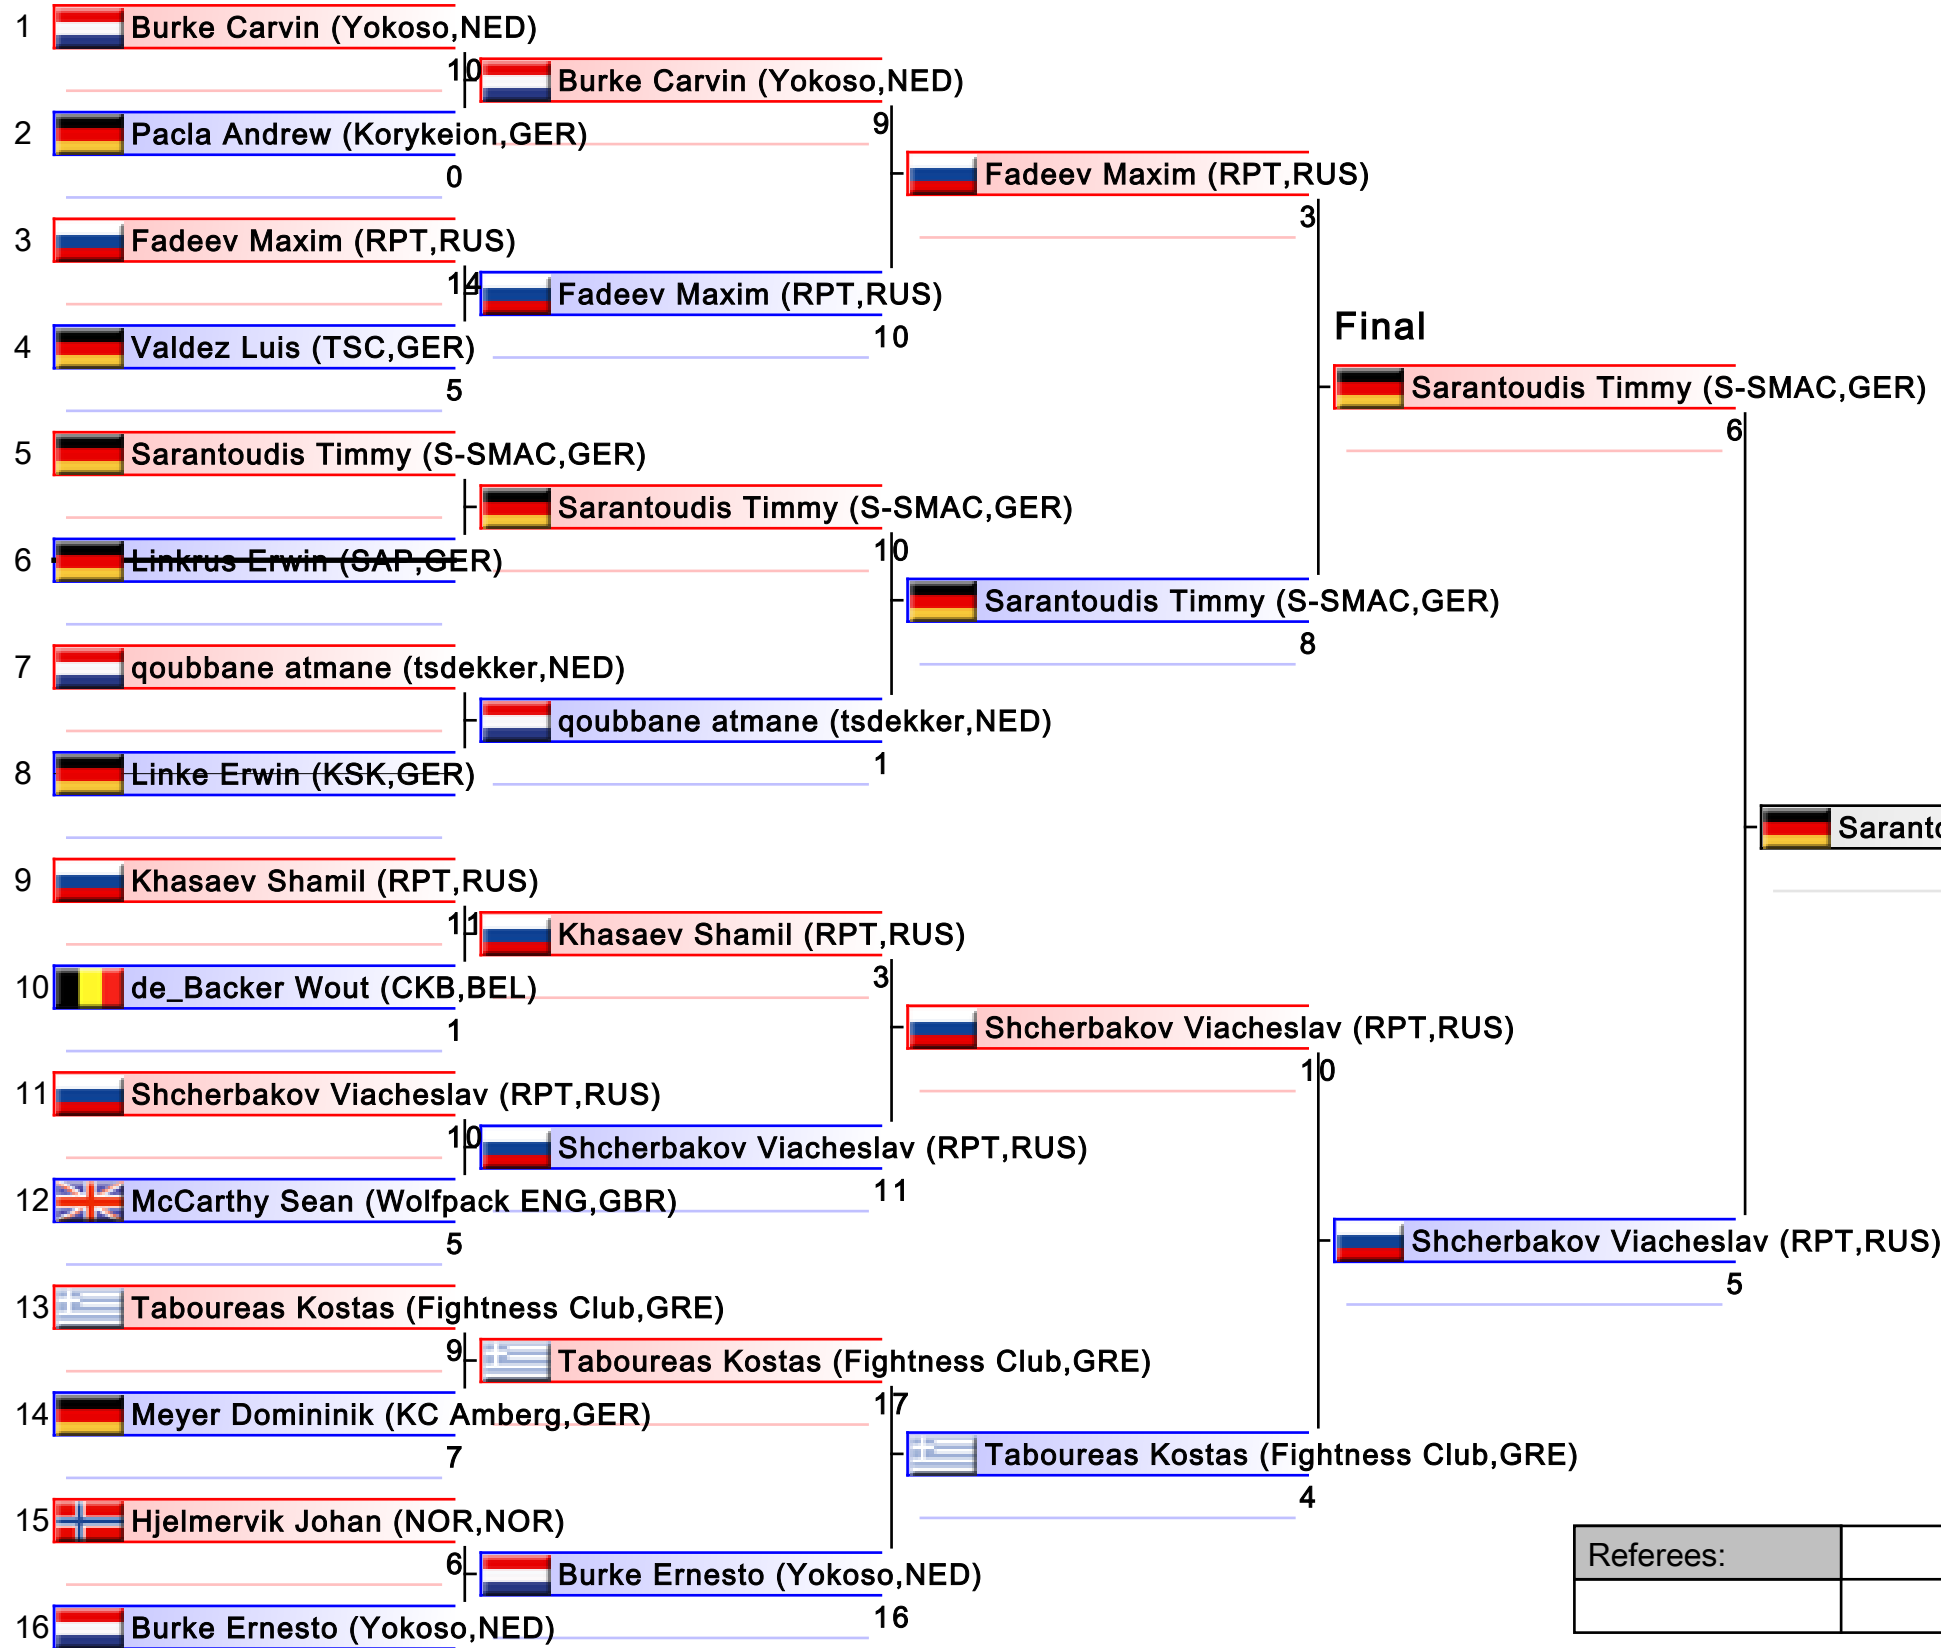 1 Burke Carvin (Yokoso,NED)
10
2 Pacla Andrew (Korykeion,GER)
0
3 Fadeev Maxim (RPT,RUS)
14
4 Valdez Luis (TSC,GER)
5
5 Sarantoudis Timmy (S-SMAC,GER)
6 Linkrus Erwin (SAP,GER)
7 qoubbane atmane (tsdekker,NED)
8 Linke Erwin (KSK,GER)
9 Khasaev Shamil (RPT,RUS)
11
10 de_Backer Wout (CKB,BEL)
1
11 Shcherbakov Viacheslav (RPT,RUS)
10
12 McCarthy Sean (Wolfpack ENG,GBR)
5
13 Taboureas Kostas (Fightness Club,GRE)
9
14 Meyer Domininik (KC Amberg,GER)
7
15 Hjelmervik Johan (NOR,NOR)
6
16 Burke Ernesto (Yokoso,NED)
Burke Carvin (Yokoso,NED)
9
Fadeev Maxim (RPT,RUS)
10
Sarantoudis Timmy (S-SMAC,GER)
10
qoubbane atmane (tsdekker,NED)
1
Khasaev Shamil (RPT,RUS)
3
Shcherbakov Viacheslav (RPT,RUS)
11
Taboureas Kostas (Fightness Club,GRE)
17
Burke Ernesto (Yokoso,NED)
16
Fadeev Maxim (RPT,RUS)
3
Sarantoudis Timmy (S-SMAC,GER)
8
Shcherbakov Viacheslav (RPT,RUS)
10
Taboureas Kostas (Fightness Club,GRE)
4
Final
Sarantoudis Timmy (S-SMAC,GER)
6
Shcherbakov Viacheslav (RPT,RUS)
5
Referees: